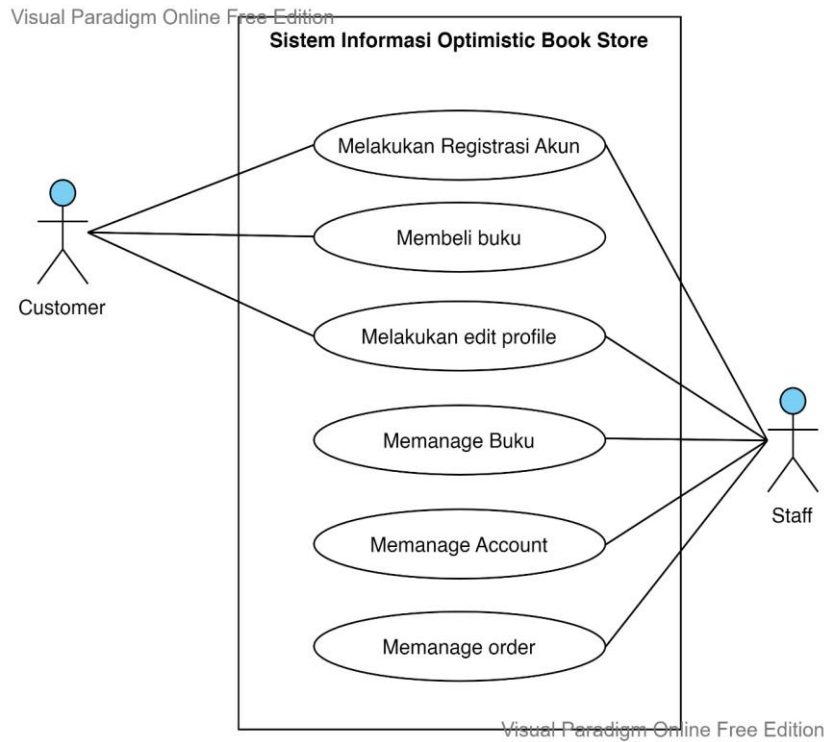 Visual Paradigm Online Free Edition
Sistem Informasi Optimistic Book Store
Melakukan Registrasi Akun
Membeli buku
Customer
Melakukan edit profile
Memanage Buku
Staff
Memanage Account
Memanage order
Visual Paradigm Online Free Edition